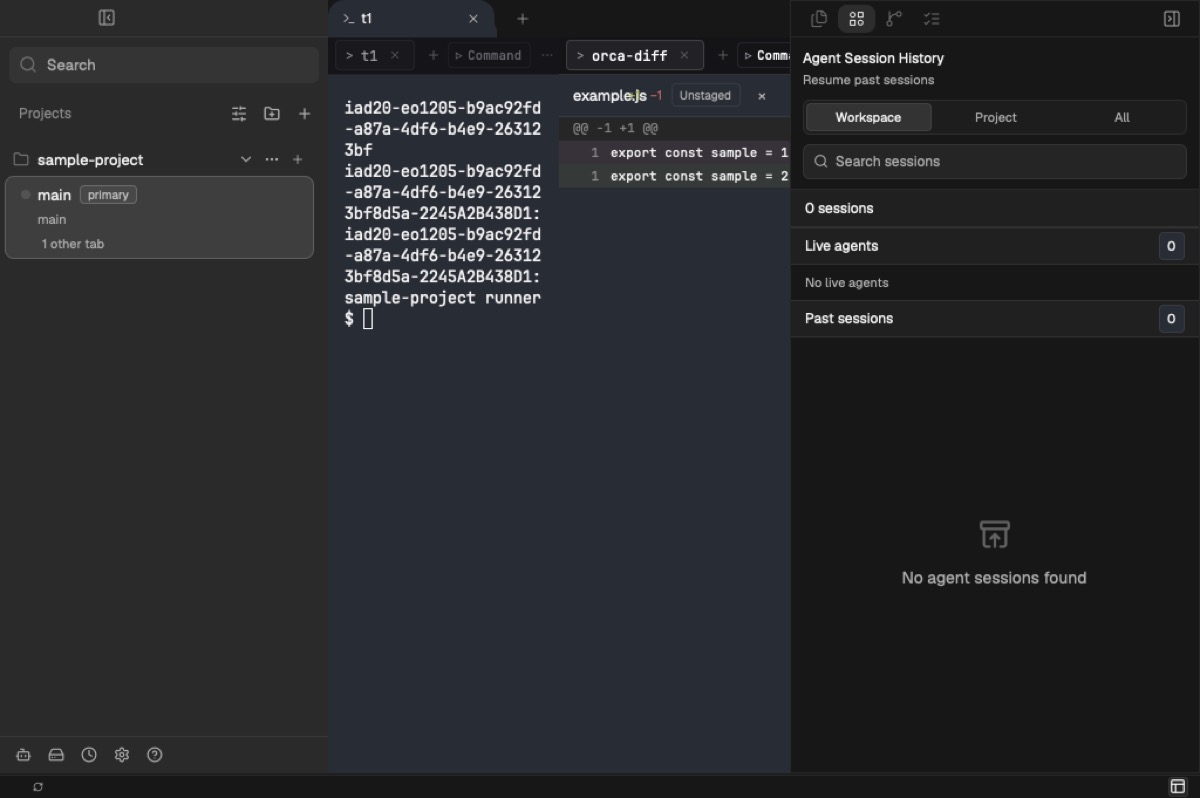 Search
Projects
sample-project
main primary
main
1 other tab
t1
t1
Command
orca-diff
example.js -1 Unstaged
@@ -1 +1 @@
1 export const sample = 1
1 export const sample = 2
iad20-eo1205-b9ac92fd
-a87a-4df6-b4e9-26312
3bf
iad20-eo1205-b9ac92fd
-a87a-4df6-b4e9-26312
3bf8d5a-2245A2B438D1:
iad20-eo1205-b9ac92fd
-a87a-4df6-b4e9-26312
3bf8d5a-2245A2B438D1:
sample-project runner
$
Agent Session History
Resume past sessions
Workspace Project All
Search sessions
0 sessions
Live agents 0
No live agents
Past sessions 0
No agent sessions found